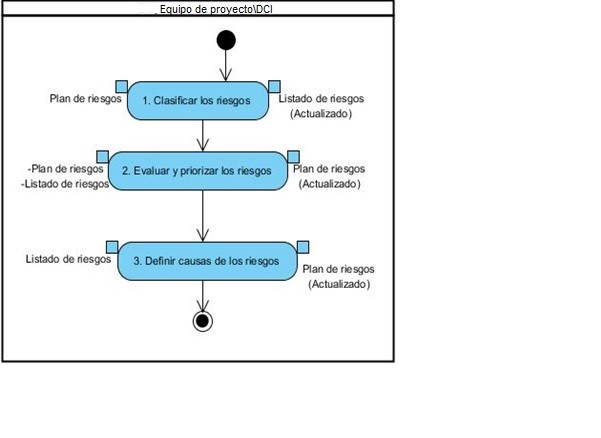 Equipo de proyecto\DCI
Plan de riesgos
1. Clasificar los riesgos
Listado de riesgos
(Actualizado)
-Plan de riesgos
-Listado de riesgos
2. Evaluar y priorizar los riesgos
Plan de riesgos
(Actualizado)
Listado de riesgos
3. Definir causas de los riesgos
Plan de riesgos
(Actualizado)